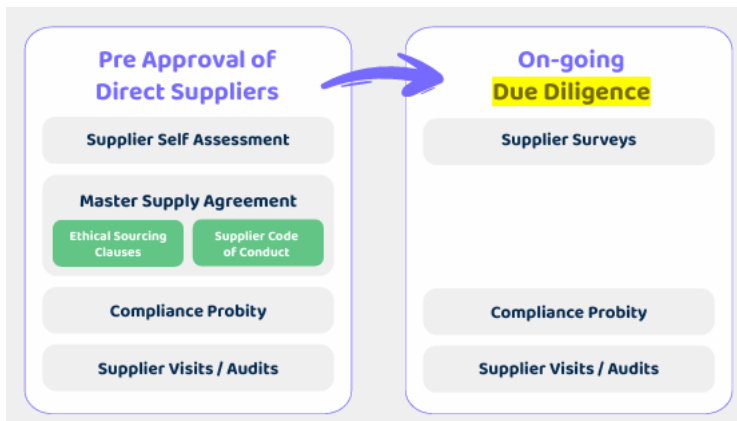 Pre Approval of
Direct Suppliers
Supplier Self Assessment
Master Supply Agreement
Ethical Sourcing
Clauses
Supplier Code
of Conduct
Compliance Probity
Supplier Visits / Audits
On-going
Due Diligence
Supplier Surveys
Compliance Probity
Supplier Visits / Audits